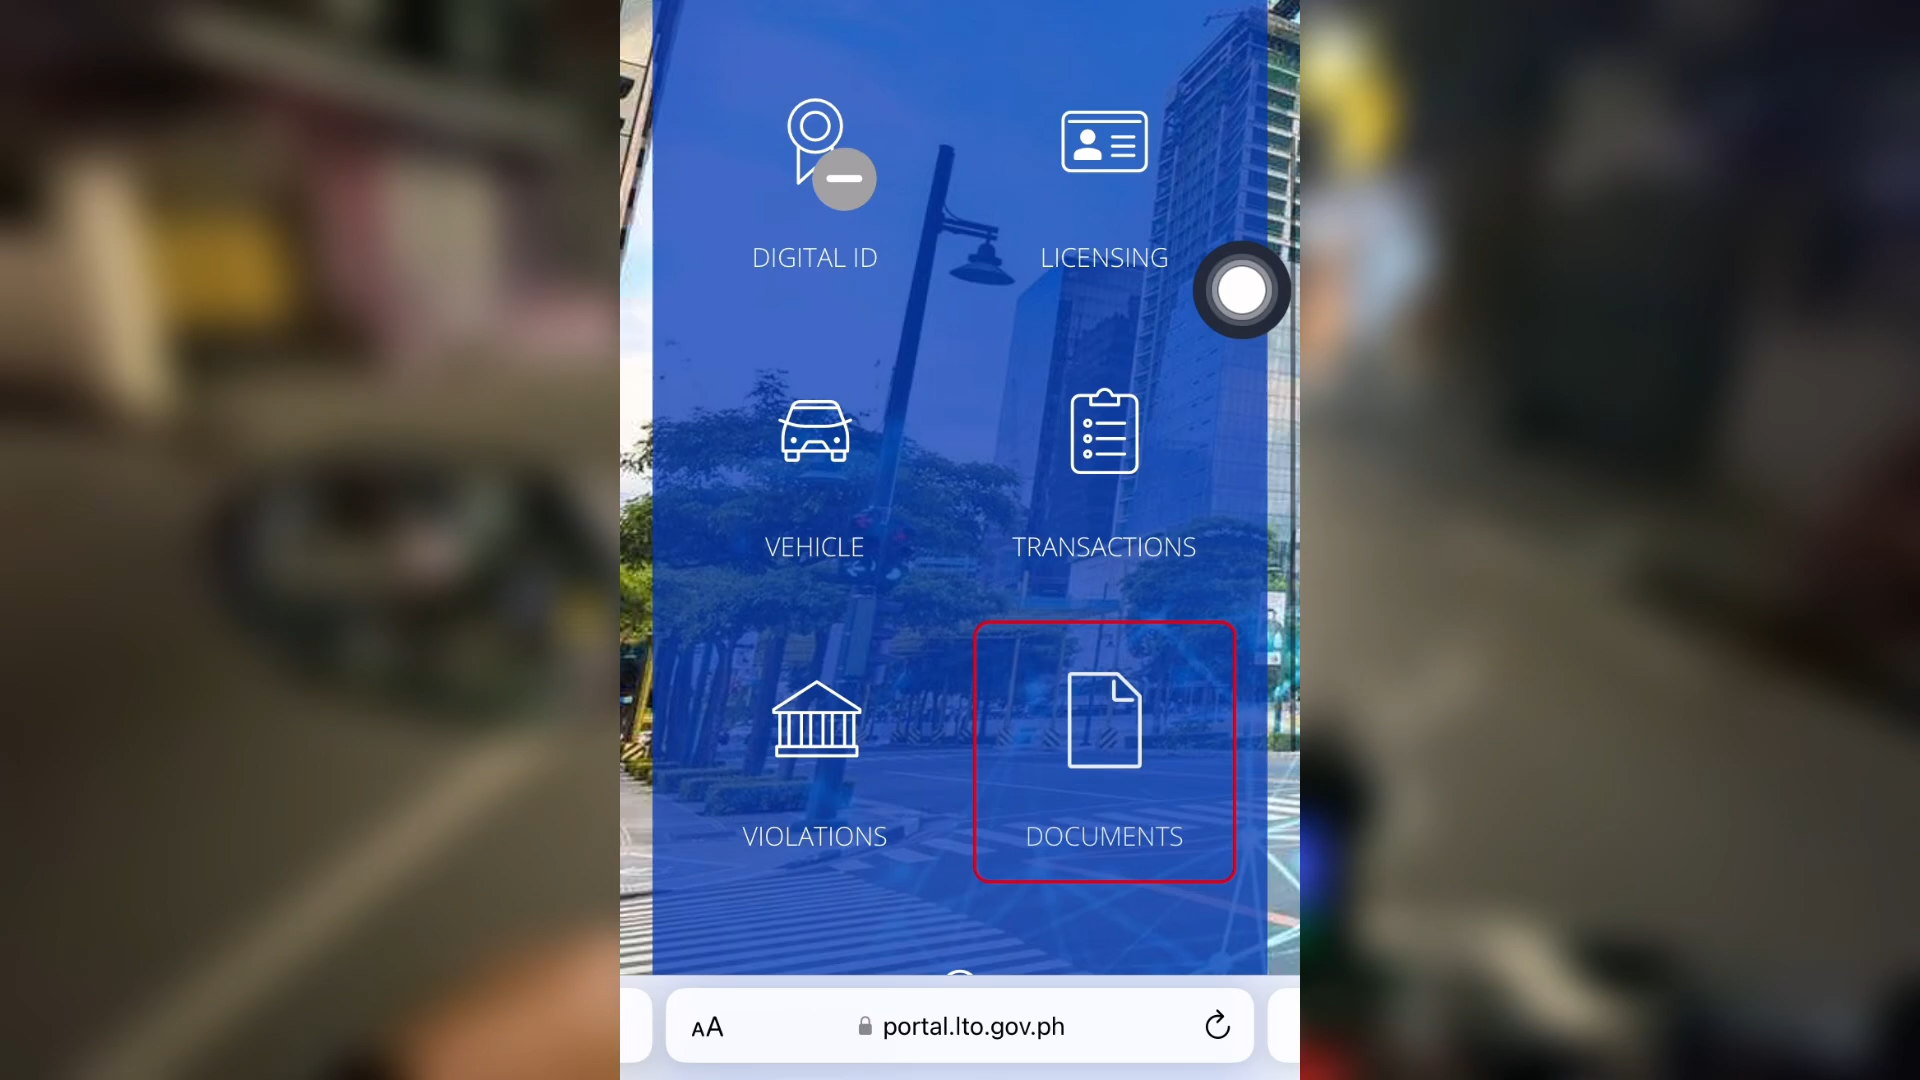 DIGITAL ID
LICENSING
VEHICLE
TRANSACTIONS
VIOLATIONS
DOCUMENTS
AA
portal.lto.gov.ph